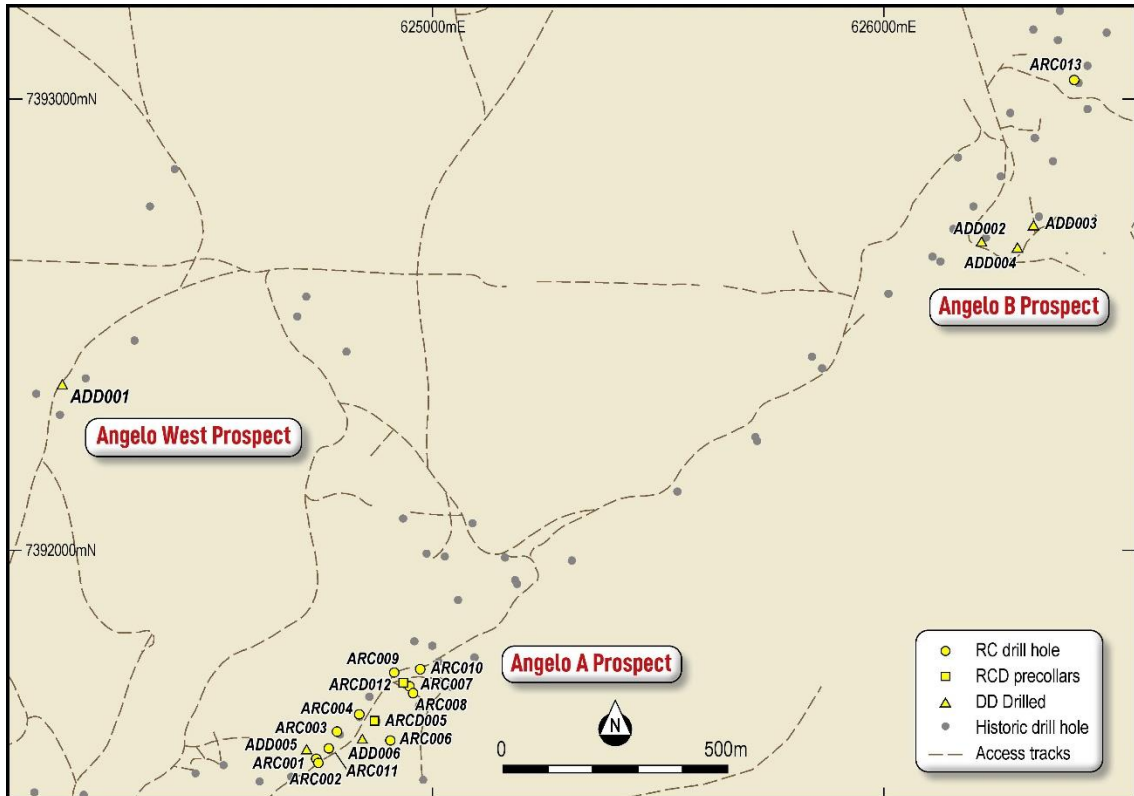 625000mE
626000mE
ARC013
7393000mN
ADD002
ADD003
ADD004
Angelo B Prospect
ADD001
Angelo West Prospect
7392000mN
ARC009
ARC010
Angelo A Prospect
ARCD012
ARC007
ARC008
ARC004
ARCD005
ARC003
ARC006
ADD005
ADD006
ARC001
ARC011
ARC002
N
0
500m
RC drill hole
RCD precollars
DD Drilled
Historic drill hole
Access tracks